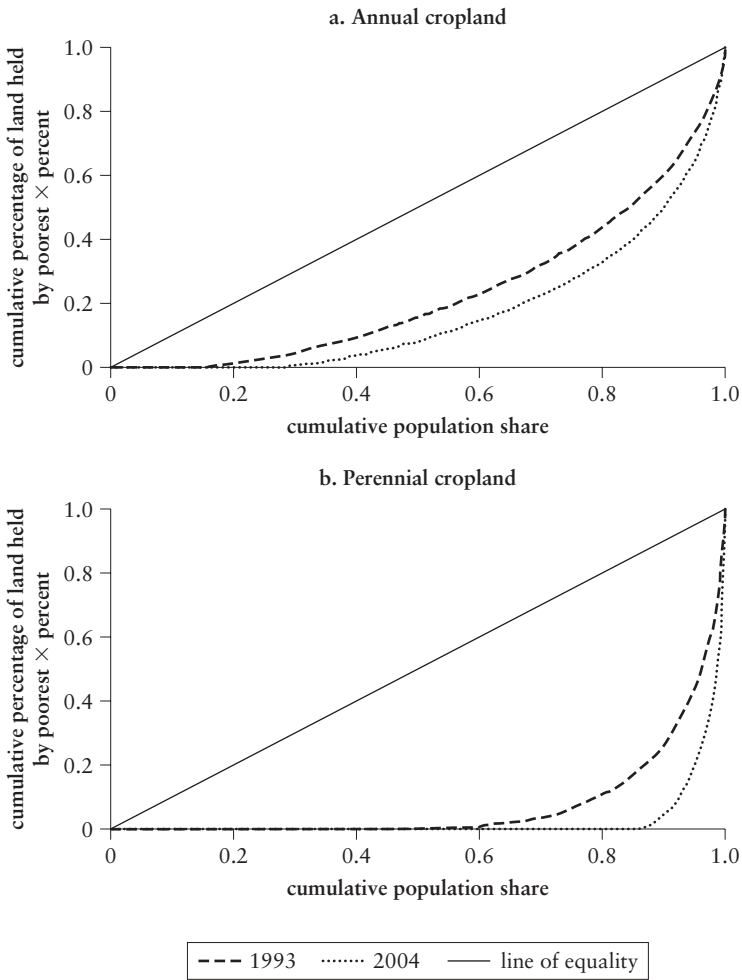 a. Annual cropland
cumulative percentage of land held
by poorest × percent
1.0
0.8
0.6
0.4
0.2
0
0 0.2 0.4 0.6 0.8 1.0
cumulative population share
b. Perennial cropland
cumulative percentage of land held
by poorest × percent
1.0
0.8
0.6
0.4
0.2
0
0 0.2 0.4 0.6 0.8 1.0
cumulative population share
1993 2004 line of equality